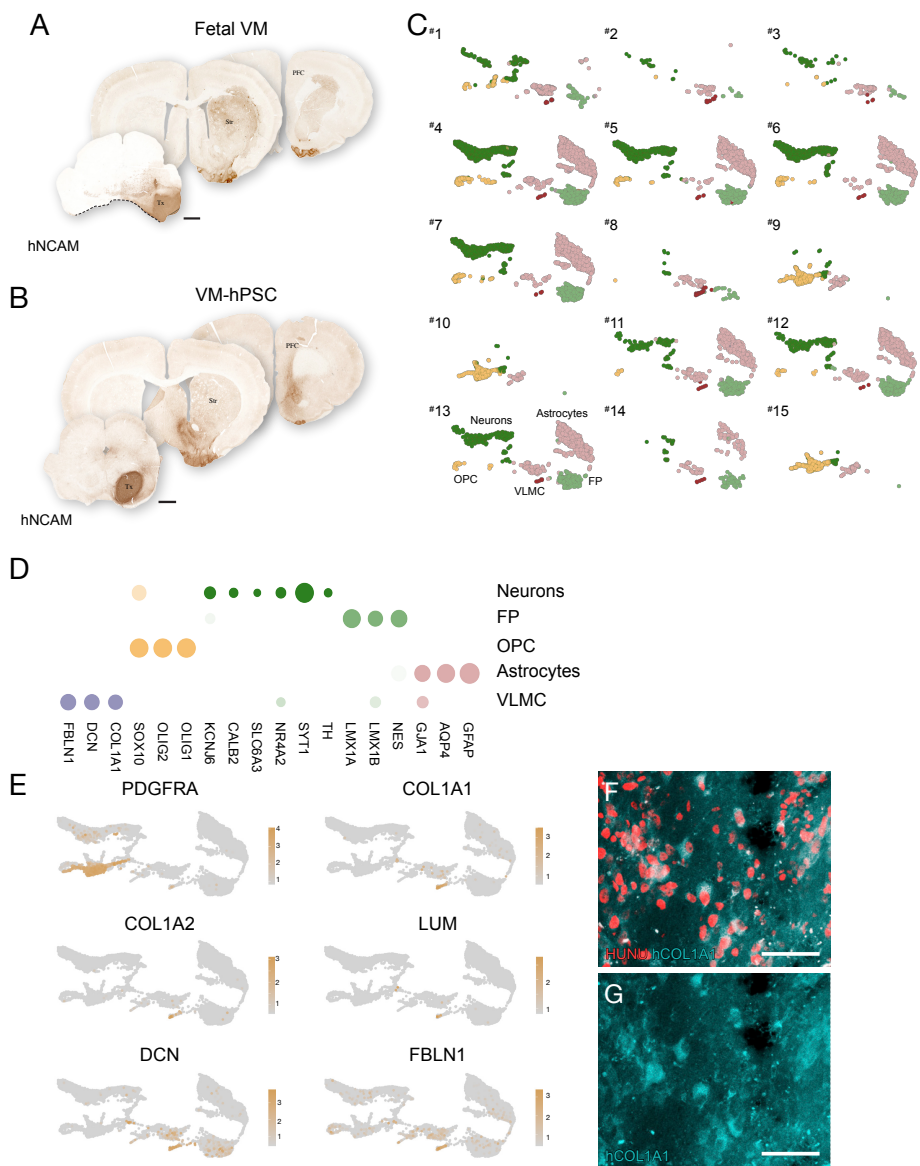 A
Fetal VM
PFC
Str
Tx
hNCAM
B
VM-hPSC
PFC
Str
Tx
hNCAM
C
#1
#2
#3
#4
#5
#6
#7
#8
#9
#10
#11
#12
#13
#14
#15
Neurons
Astrocytes
OPC
VLMC
FP
D
Neurons
FP
OPC
Astrocytes
VLMC
FBLN1
DCN
COL1A1
SOX10
OLIG2
OLIG1
KCNJ6
CALB2
SLC6A3
NR4A2
SYT1
TH
LMX1A
LMX1B
NES
GJA1
AQP4
GFAP
E
PDGFRA
4
3
2
1
COL1A1
3
2
1
COL1A2
3
2
1
LUM
2
1
DCN
3
2
1
FBLN1
3
2
1
F
HUNU hCOL1A1
G
hCOL1A1